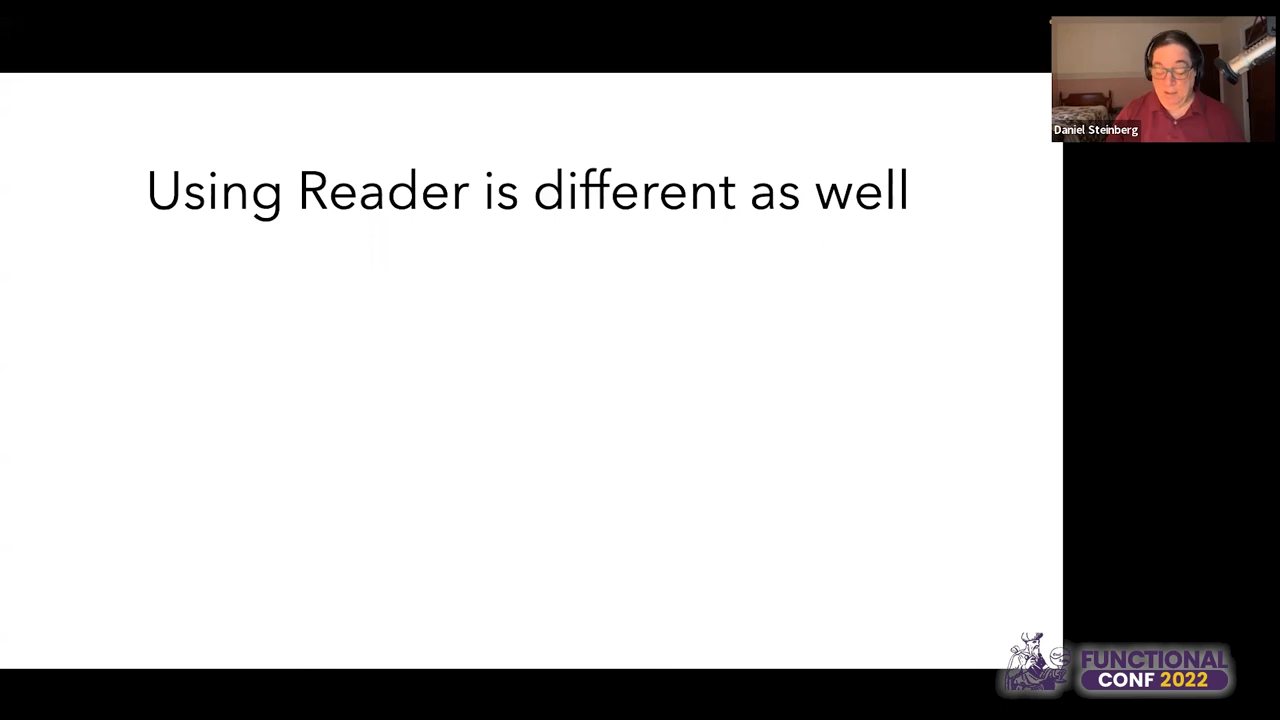 Using Reader is different as well
Daniel Steinberg
FUNCTIONAL
CONF 2022